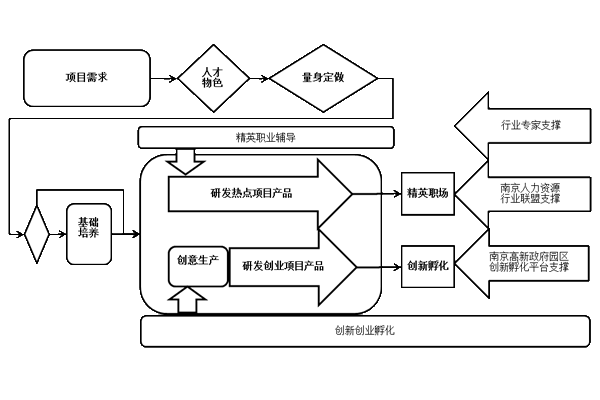 项目需求
人才
物色
量身定做
行业专家支撑
精英职业辅导
研发热点项目产品
精英职场
南京人力资源
行业联盟支撑
基础
培养
创意生产
研发创业项目产品
创新孵化
南京高新政府园区
创新孵化平台支撑
创新创业孵化